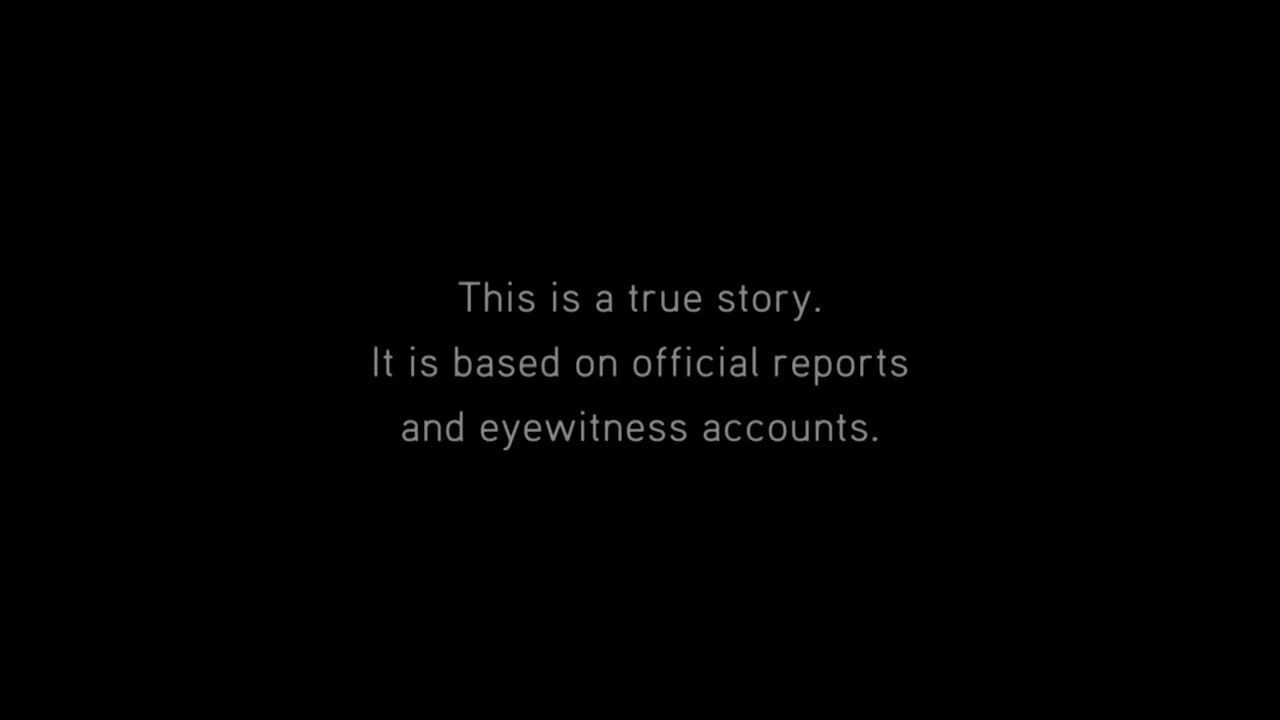 This is a true story.
It is based on official reports
and eyewitness accounts.